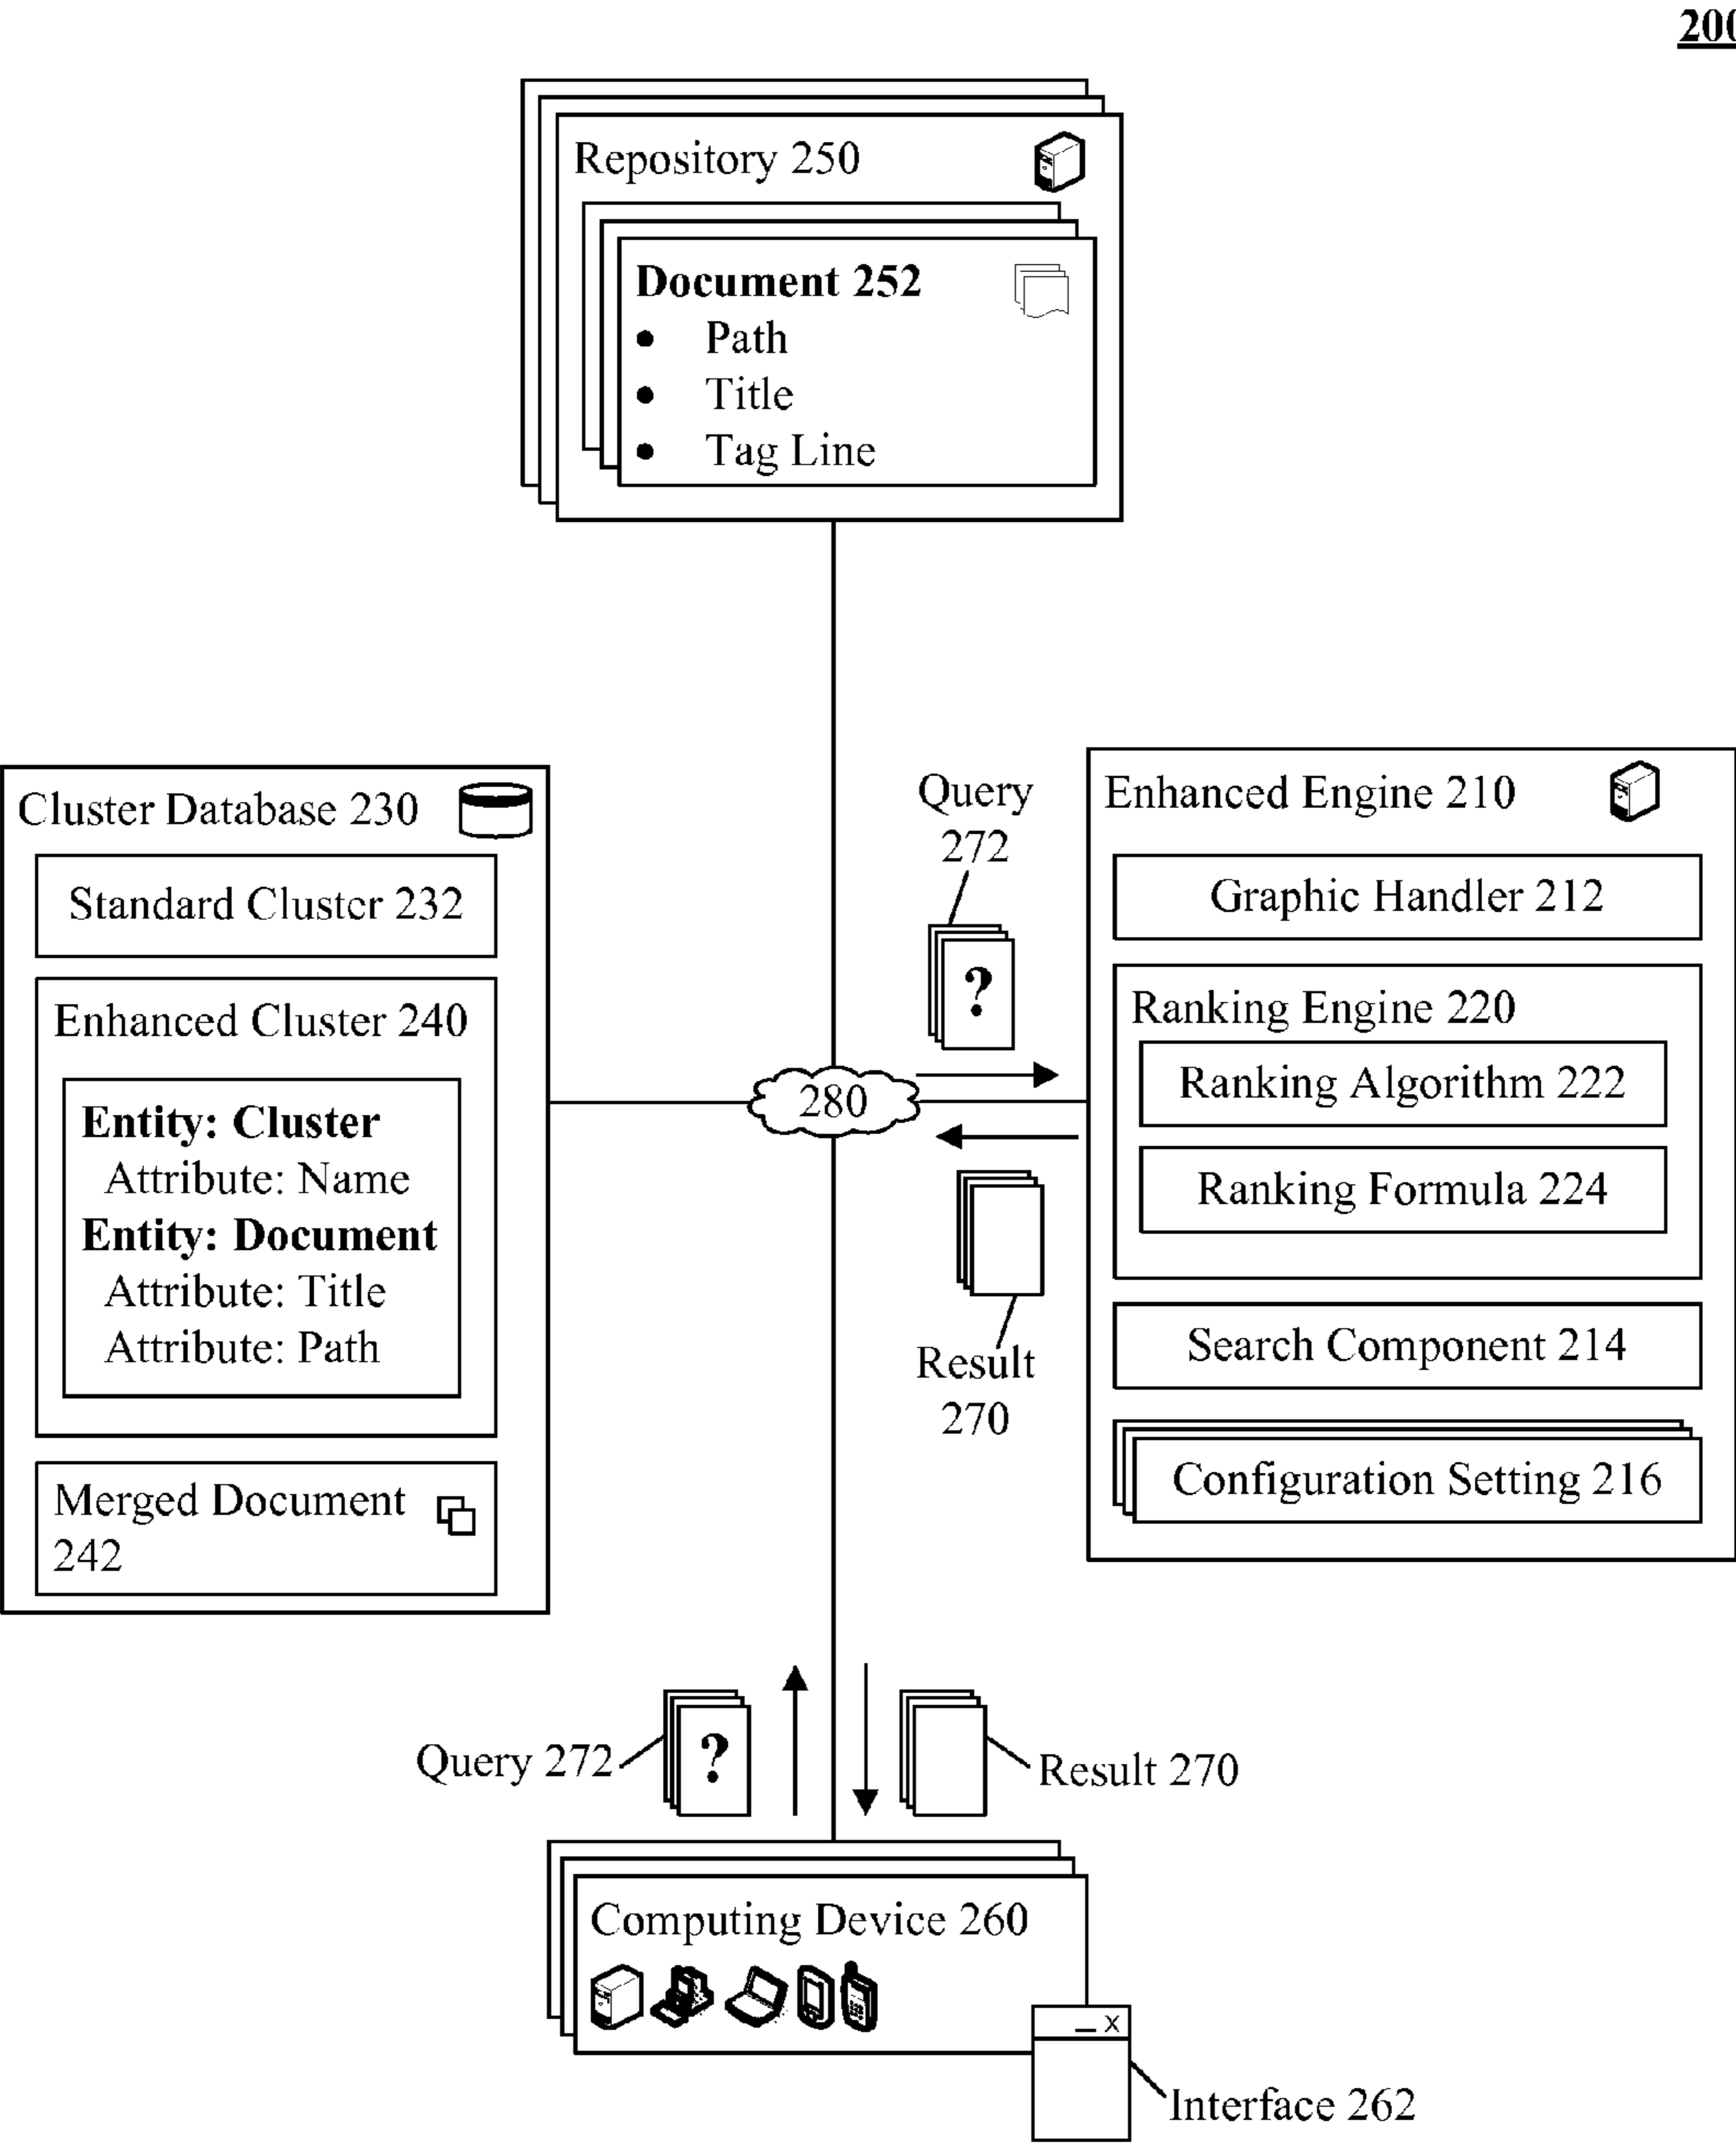 200
Repository 250
Document 252
• Path
• Title
• Tag Line
Cluster Database 230
Standard Cluster 232
Enhanced Cluster 240
Entity: Cluster
Attribute: Name
Entity: Document
Attribute: Title
Attribute: Path
Merged Document
242
280
Query
272
?
Result
270
Enhanced Engine 210
Graphic Handler 212
Ranking Engine 220
Ranking Algorithm 222
Ranking Formula 224
Search Component 214
Configuration Setting 216
Query 272
?
Result 270
Computing Device 260
_ X
Interface 262